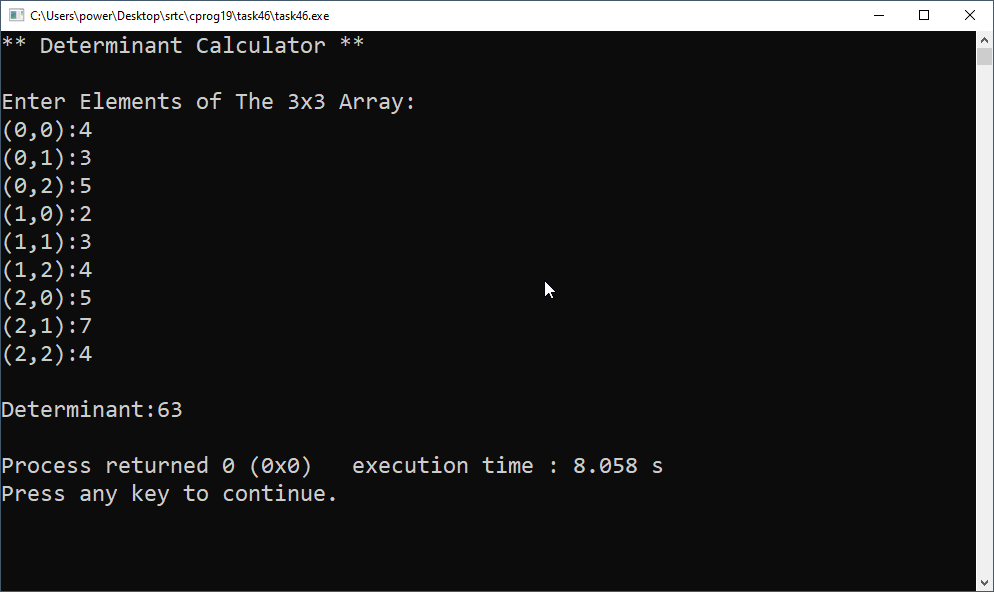 C:\Users\power\Desktop\srtc\cprog19\task46\task46.exe
** Determinant Calculator **
Enter Elements of The 3x3 Array:
(0,0):4
(0,1):3
(0,2):5
(1,0):2
(1,1):3
(1,2):4
(2,0):5
(2,1):7
(2,2):4
Determinant:63
Process returned 0 (0x0)   execution time : 8.058 s
Press any key to continue.